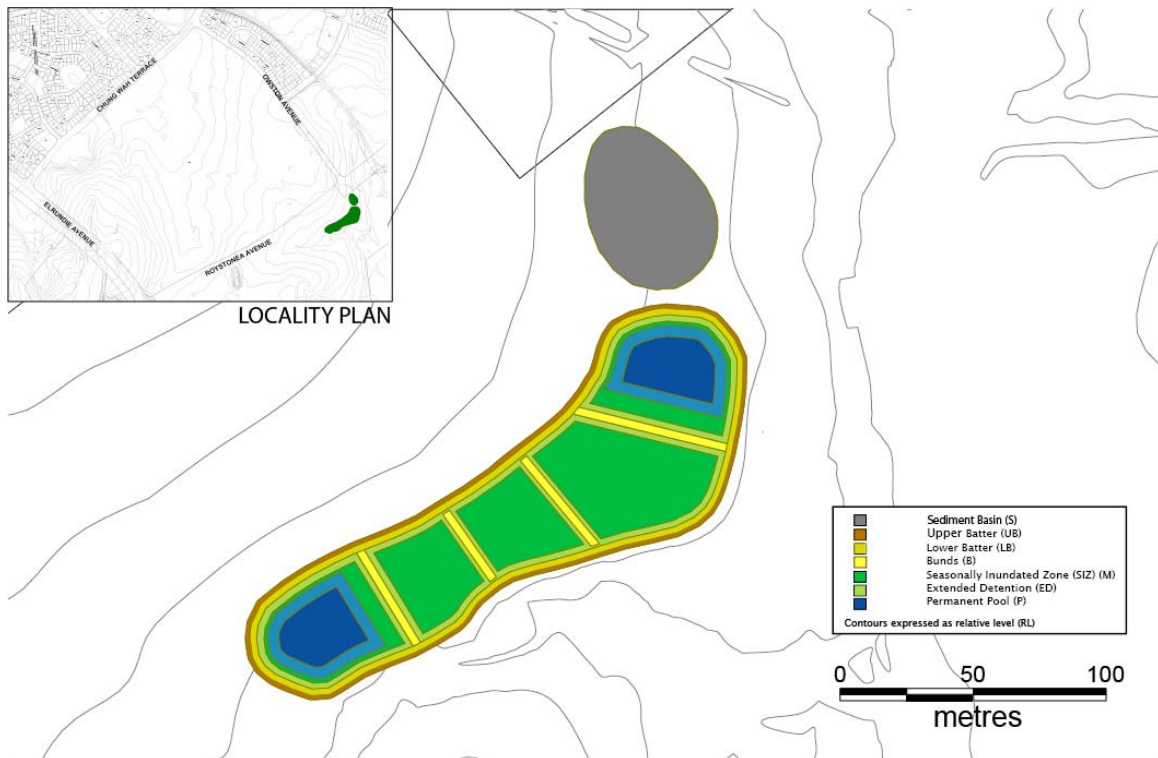 CHUNG WAH TERRACE
OWSTON AVENUE
ELRUNDIE AVENUE
ROYSTONEA AVENUE
LOCALITY PLAN
Sediment Basin (S)
Upper Batter (UB)
Lower Batter (LB)
Bunds (B)
Seasonally Inundated Zone (SIZ) (M)
Extended Detention (ED)
Permanent Pool (P)
Contours expressed as relative level (RL)
0 50 100
metres